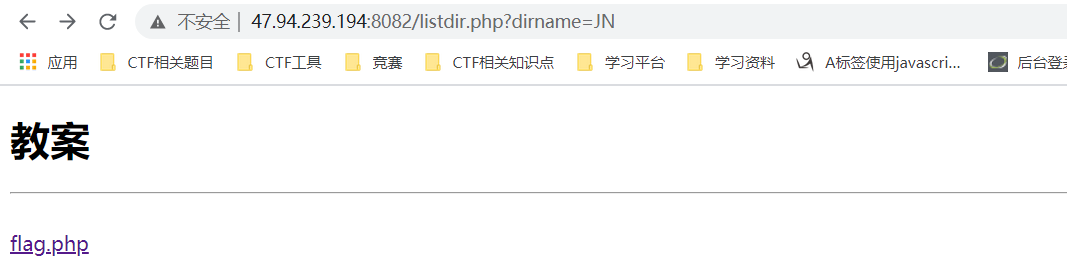 不安全 | 47.94.239.194:8082/listdir.php?dirname=JN
应用 CTF相关题目 CTF工具 竞赛 CTF相关知识点 学习平台 学习资料 A标签使用javascri... 后台登录
教案
flag.php